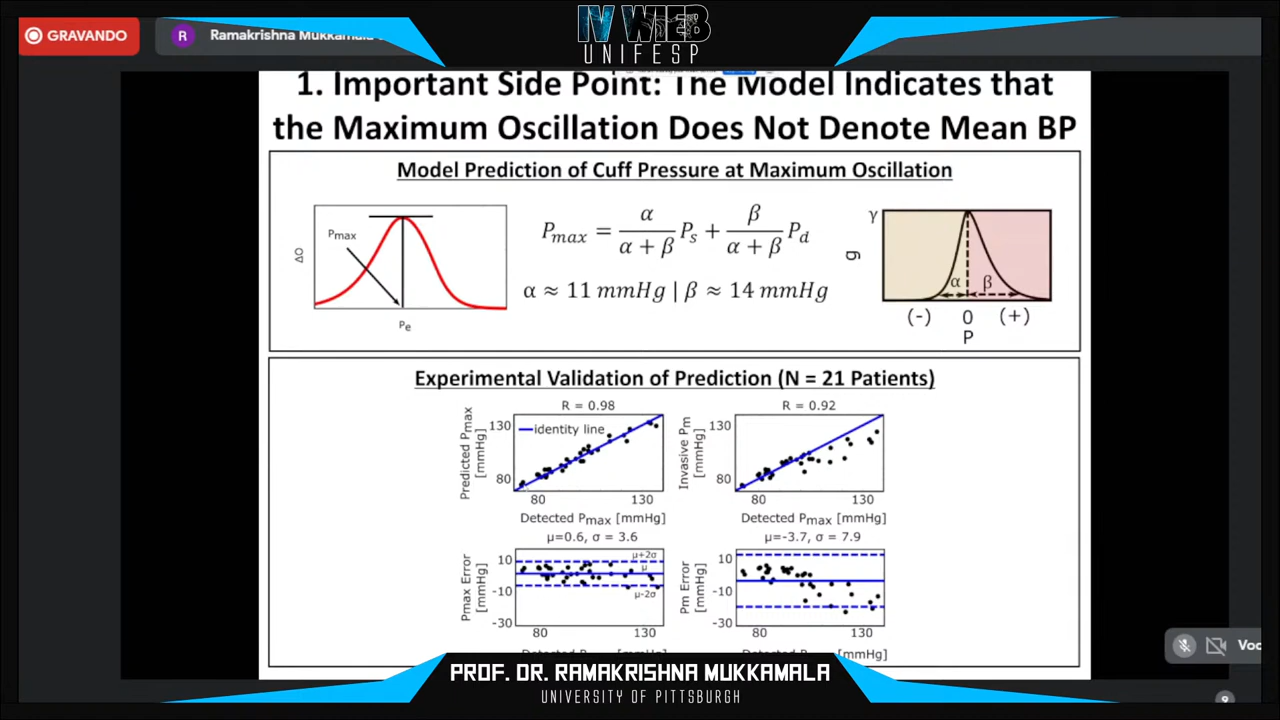 GRAVANDO
R
Ramakrishna Mukkamala
IV WEB
UNIFESP
1. Important Side Point: The Model Indicates that
the Maximum Oscillation Does Not Denote Mean BP
Model Prediction of Cuff Pressure at Maximum Oscillation
ΔO
Pmax
Pe
P_max = α/(α + β) P_s + β/(α + β) P_d
α ≈ 11 mmHg | β ≈ 14 mmHg
γ
g
α
β
(-) 0 (+)
P
Experimental Validation of Prediction (N = 21 Patients)
R = 0.98
Predicted Pmax
[mmHg]
130
identity line
80
80 130
Detected Pmax [mmHg]
R = 0.92
Invasive Pm
[mmHg]
130
80
80 130
Detected Pmax [mmHg]
μ=0.6, σ = 3.6
Pmax Error
[mmHg]
10
-10
-30
μ+2σ
μ
μ-2σ
80 130
μ=-3.7, σ = 7.9
Pm Error
[mmHg]
10
-10
-30
80 130
PROF. DR. RAMAKRISHNA MUKKAMALA
UNIVERSITY OF PITTSBURGH